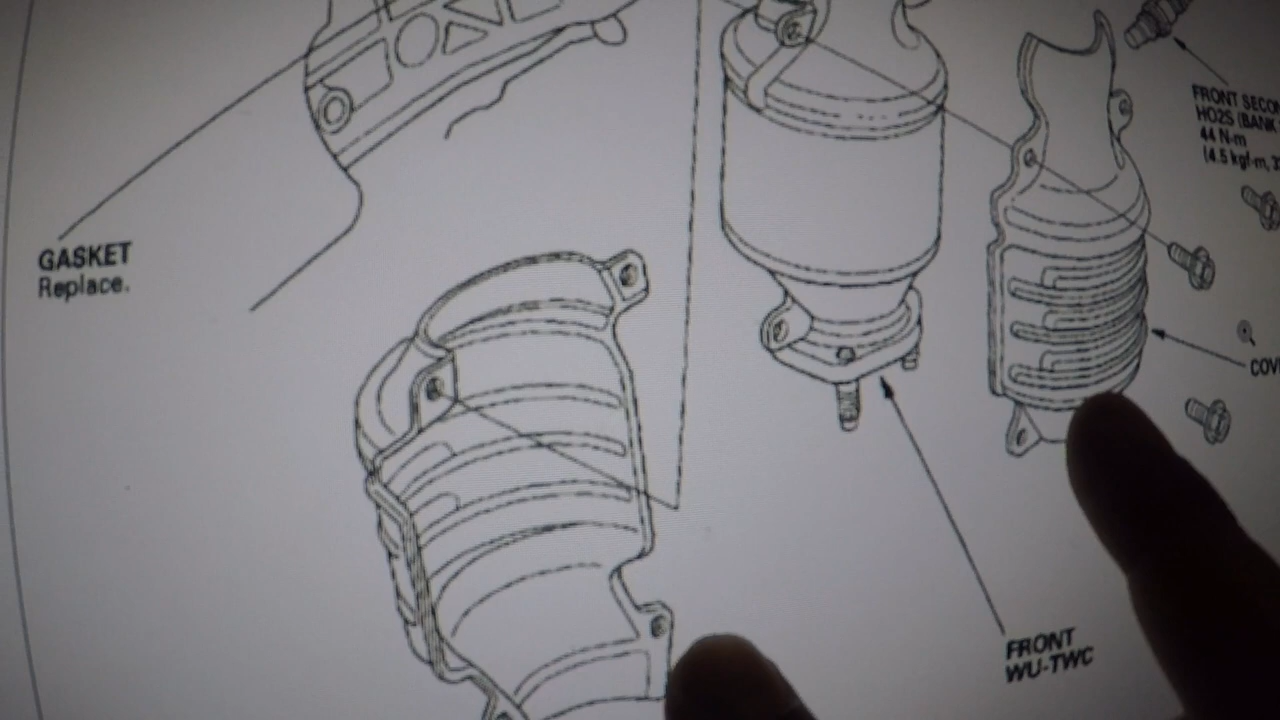 GASKET
Replace.
FRONT SECO
HO2S (BANK
44 N·m
(4.5 kgf·m,
COV
FRONT
WU-TWC